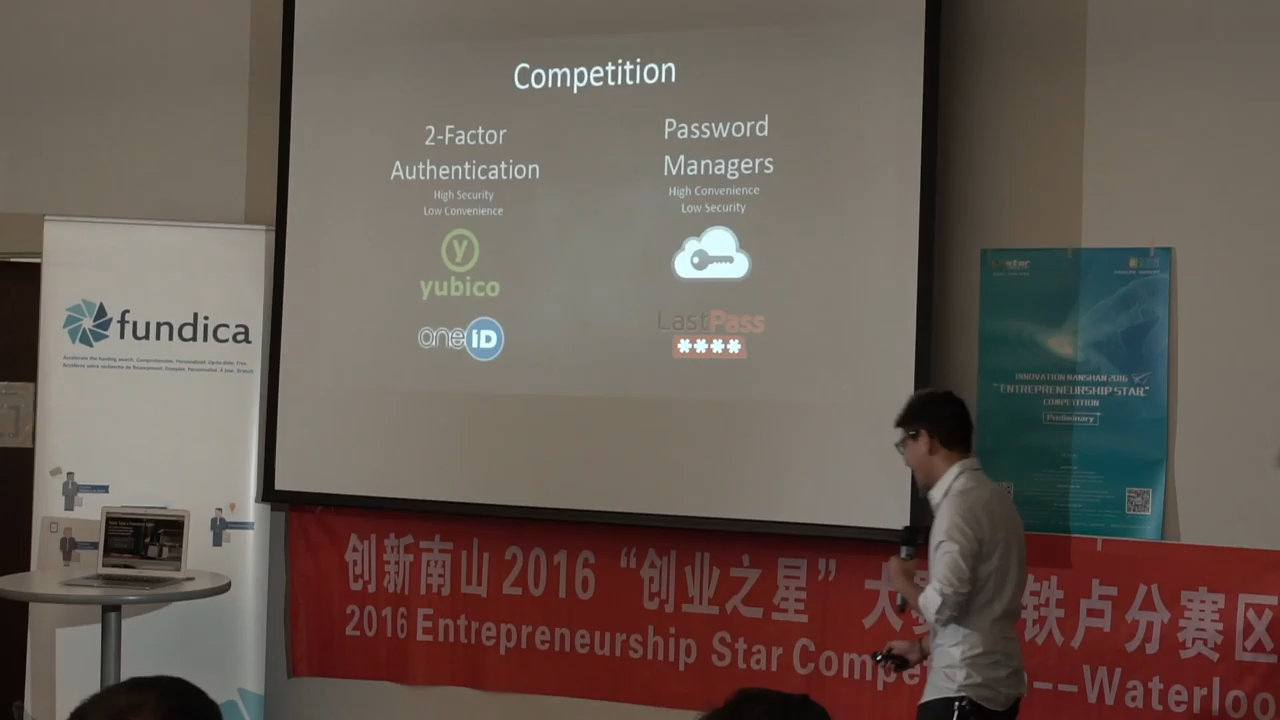 Competition
2-Factor
Authentication
High Security
Low Convenience
yubico
one iD
Password
Managers
High Convenience
Low Security
LastPass
****
fundica
INNOVATION NANSHAN 2016
"ENTREPRENEURSHIP STAR"
COMPETITION
Preliminary
创新南山 2016 “创业之星” 大 铁卢分赛区
2016 Entrepreneurship Star Compe --Waterloo